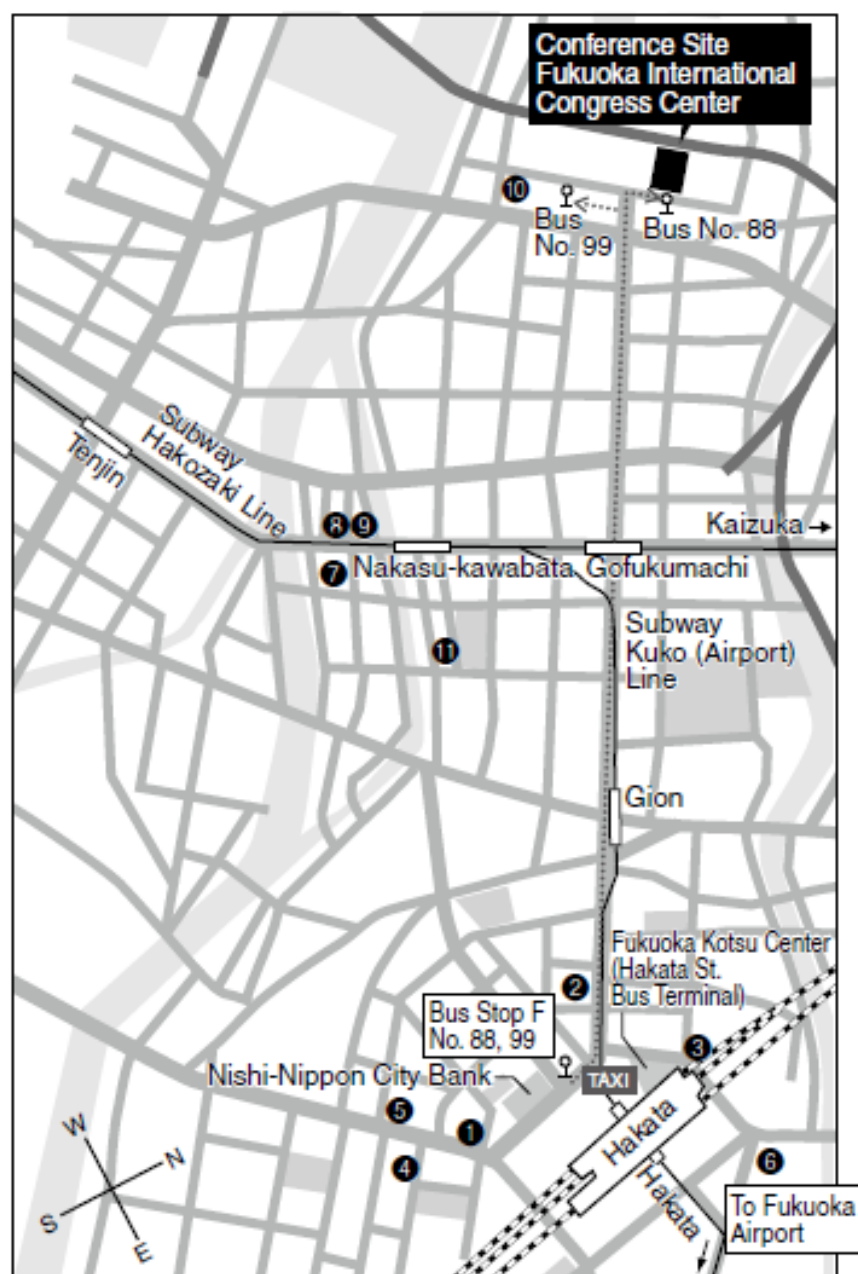 Conference Site
Fukuoka International
Congress Center
10
Bus
No. 99
Bus No. 88
Subway
Hakozaki Line
Tenjin
8 9
Kaizuka →
7
Nakasu-kawabata
Gofukumachi
Subway
Kuko (Airport)
Line
11
Gion
Fukuoka Kotsu Center
(Hakata St.
Bus Terminal)
2
Bus Stop F
No. 88, 99
3
Nishi-Nippon City Bank
TAXI
5
1
Hakata
4
6
Hakata
To Fukuoka
Airport
W
N
S
E